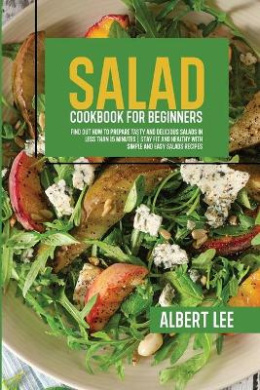 SALAD
COOKBOOK FOR BEGINNERS
FIND OUT HOW TO PREPARE TASTY AND DELICIOUS SALADS IN
LESS THAN 15 MINUTES | STAY FIT AND HEALTHY WITH
SIMPLE AND EASY SALADS RECIPES
ALBERT LEE